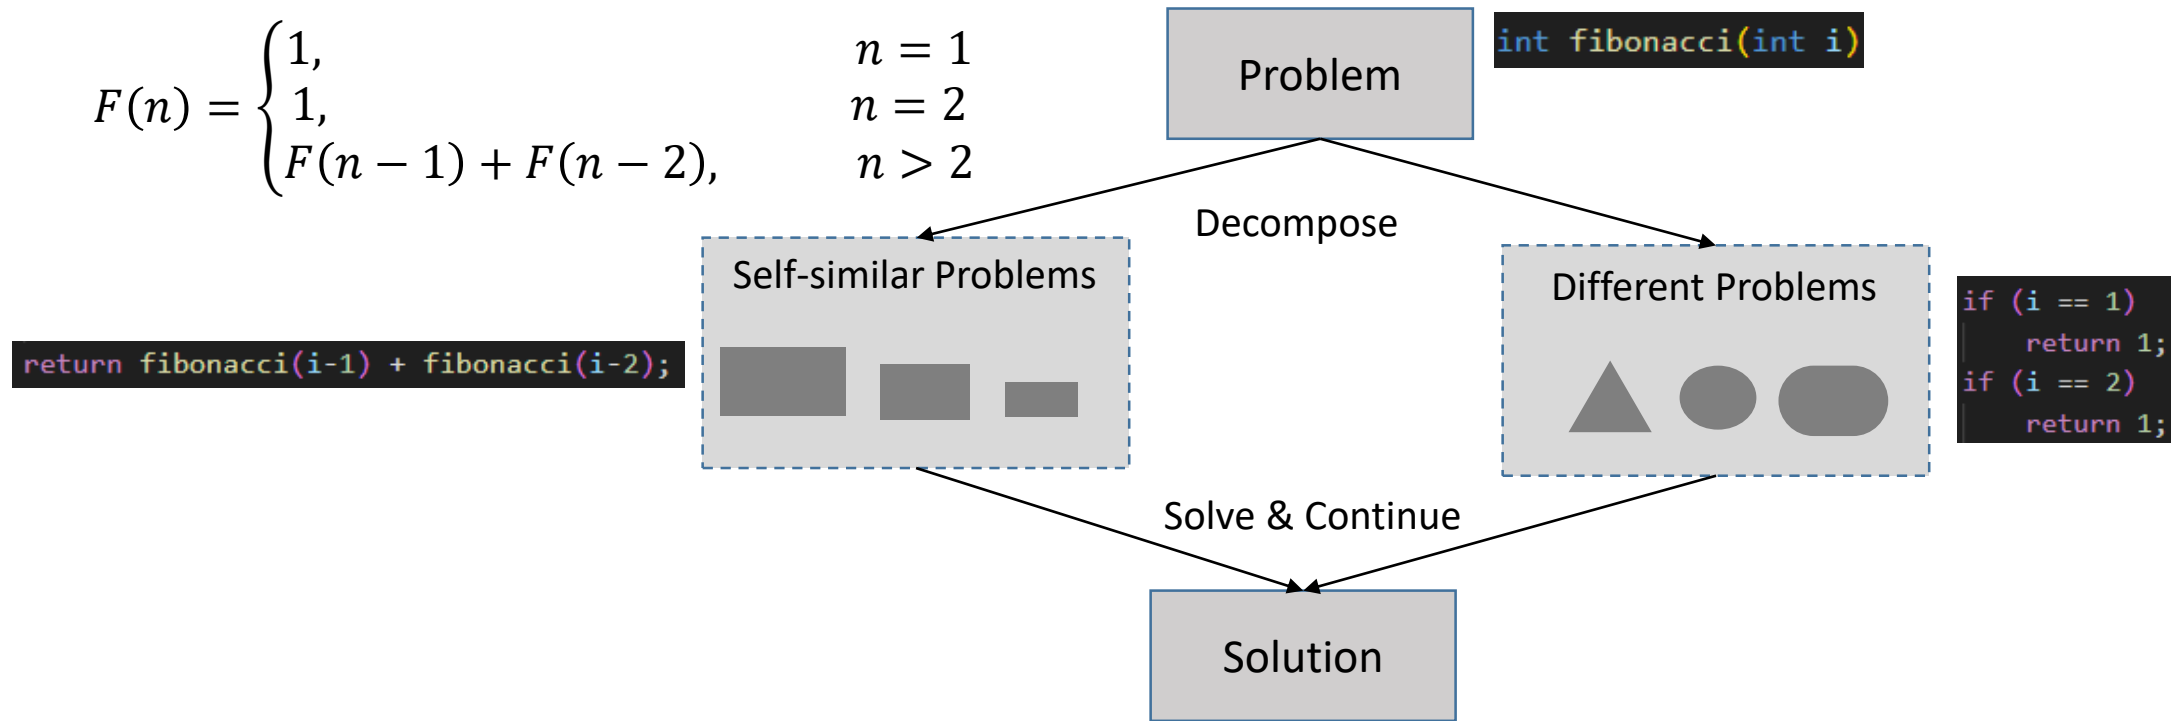 F(n) = {1, n = 1
1, n = 2
F(n − 1) + F(n − 2), n > 2
Problem
int fibonacci(int i)
Decompose
Self-similar Problems
Different Problems
return fibonacci(i-1) + fibonacci(i-2);
if (i == 1)
return 1;
if (i == 2)
return 1;
Solve & Continue
Solution